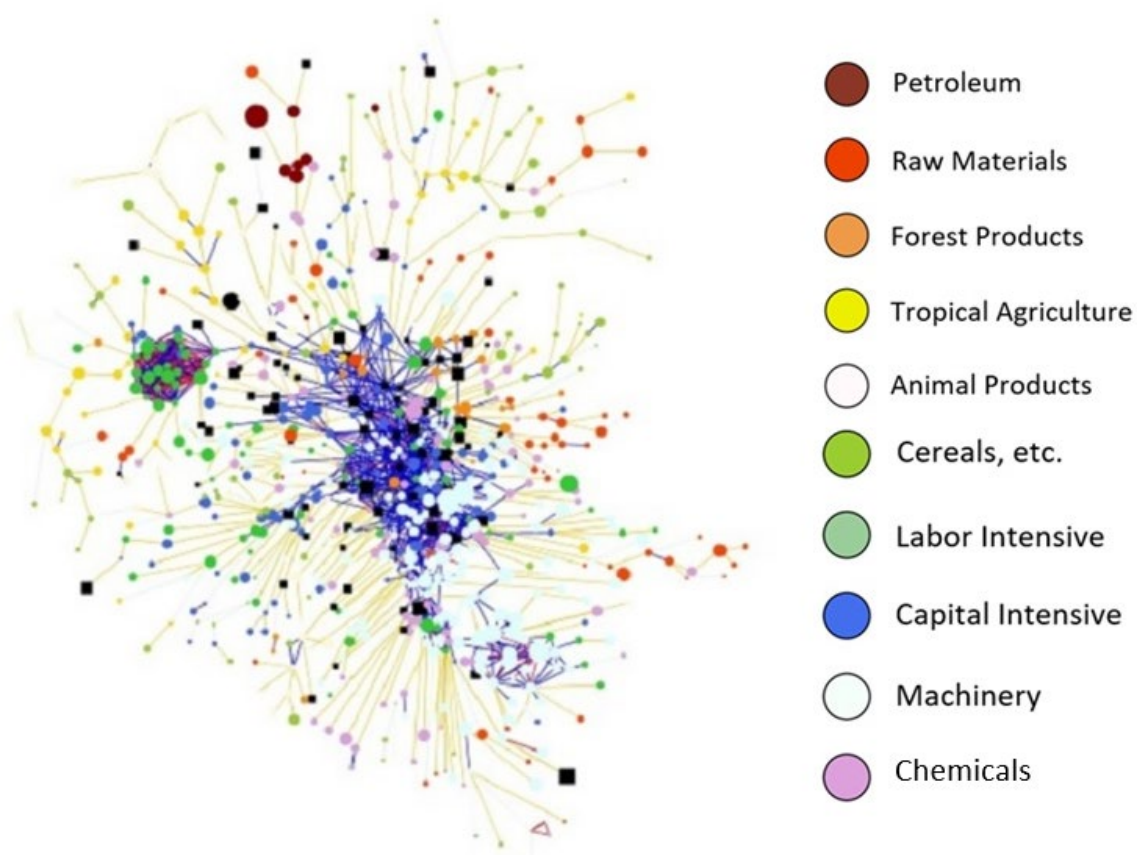 Petroleum
Raw Materials
Forest Products
Tropical Agriculture
Animal Products
Cereals, etc.
Labor Intensive
Capital Intensive
Machinery
Chemicals